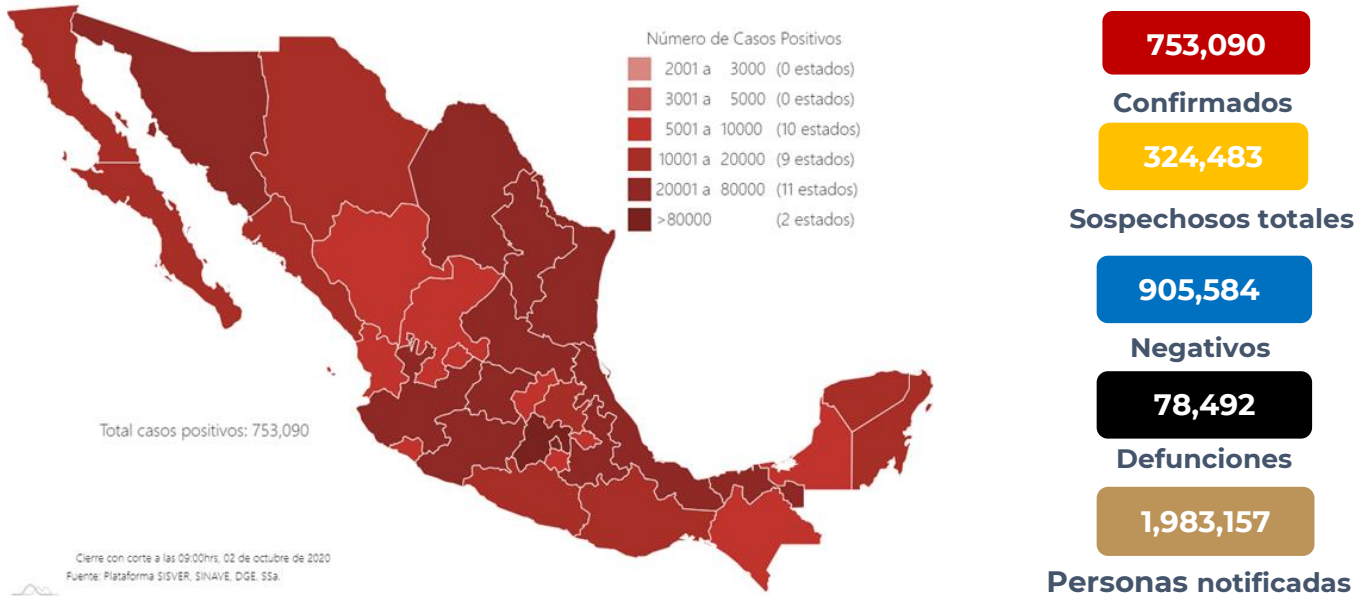 Número de Casos Positivos
2001 a 3000 (0 estados)
3001 a 5000 (0 estados)
5001 a 10000 (10 estados)
10001 a 20000 (9 estados)
20001 a 80000 (11 estados)
>80000 (2 estados)
Total casos positivos: 753,090
Cierre con corte a las 09:00hrs, 02 de octubre de 2020
Fuente: Plataforma SISVER, SINAVE, DGE, SSa.
753,090
Confirmados
324,483
Sospechosos totales
905,584
Negativos
78,492
Defunciones
1,983,157
Personas notificadas